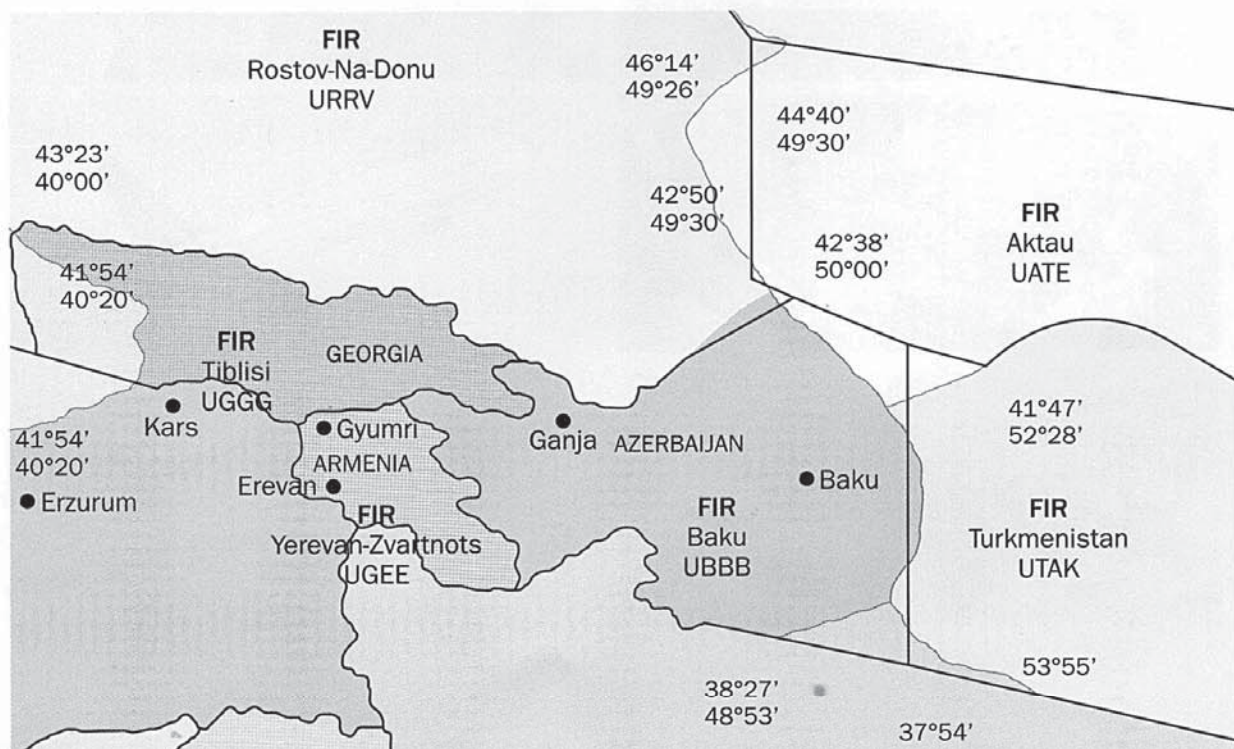 FIR
Rostov-Na-Donu
URRV
46°14’
49°26’
44°40’
49°30’
43°23’
40°00’
42°50’
49°30’
FIR
Aktau
UATE
42°38’
50°00’
41°54’
40°20’
FIR
Tiblisi
UGGG
GEORGIA
Kars
Gyumri
Ganja
AZERBAIJAN
41°47’
52°28’
41°54’
40°20’
ARMENIA
Erevan
Erzurum
Baku
FIR
Yerevan-Zvartnots
UGEE
FIR
Baku
UBBB
FIR
Turkmenistan
UTAK
53°55’
38°27’
48°53’
37°54’